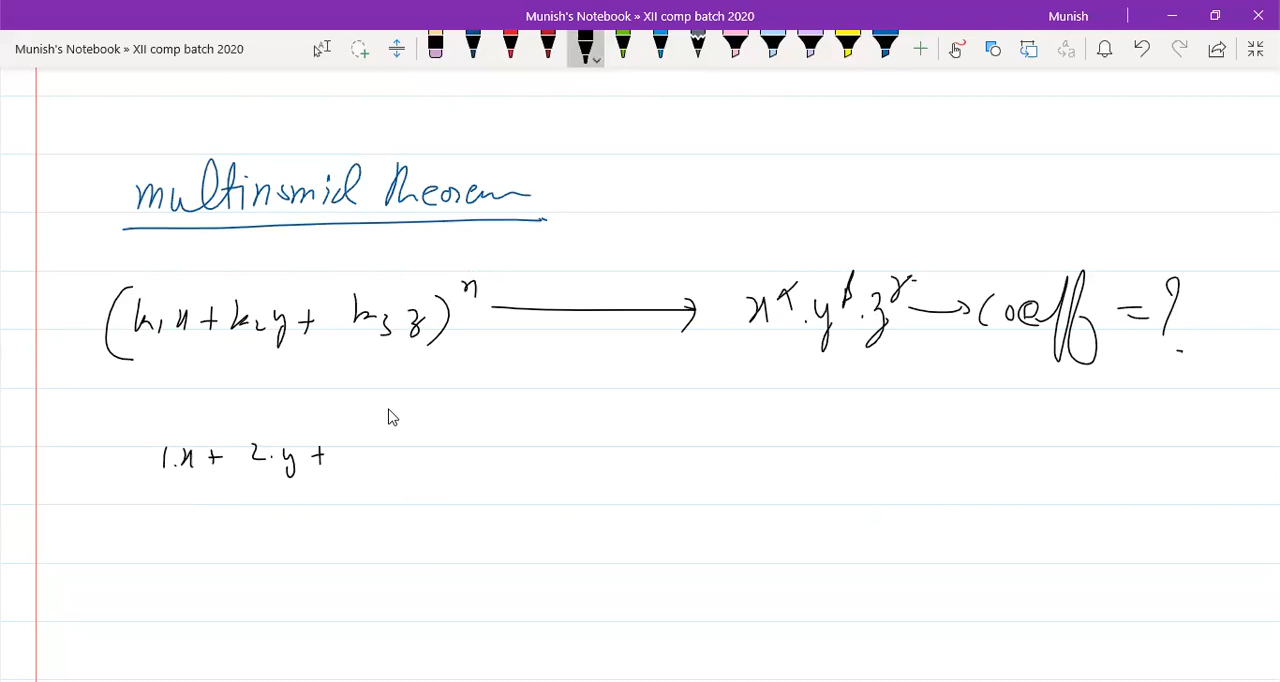 Munish's Notebook » XII comp batch 2020
Munish
Munish's Notebook » XII comp batch 2020
multinomial theorem
(k₁x + k₂y + k₃z)ⁿ ⟶ x^α . y^β . z^γ ⟶ coeff = ?
1.x + 2.y +